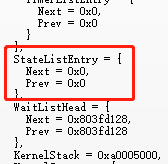 TimerListEntry = {
Next = 0x0,
Prev = 0x0
},
StateListEntry = {
Next = 0x0,
Prev = 0x0
},
WaitListHead = {
Next = 0x803fd128,
Prev = 0x803fd128
},
KernelStack = 0xa0005000,